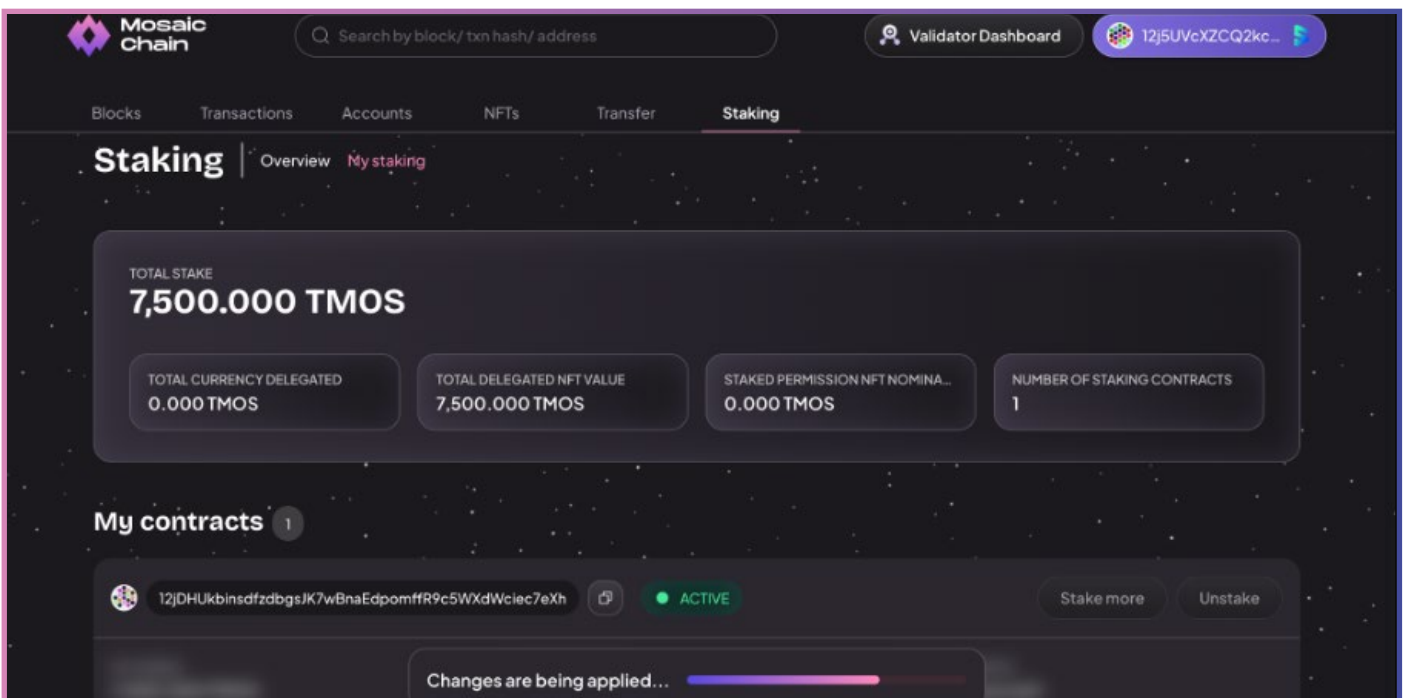 Mosaic
Chain
Search by block/ txn hash/ address
Validator Dashboard
12j5UVcXZCQ2kc...
Blocks
Transactions
Accounts
NFTs
Transfer
Staking
Staking
Overview
My staking
TOTAL STAKE
7,500.000 TMOS
TOTAL CURRENCY DELEGATED
0.000 TMOS
TOTAL DELEGATED NFT VALUE
7,500.000 TMOS
STAKED PERMISSION NFT NOMINA...
0.000 TMOS
NUMBER OF STAKING CONTRACTS
1
My contracts 1
12jDHUkbinsdfzdbgsJK7wBnaEdpomffR9c5WXdWciec7eXh
ACTIVE
Stake more
Unstake
Changes are being applied...